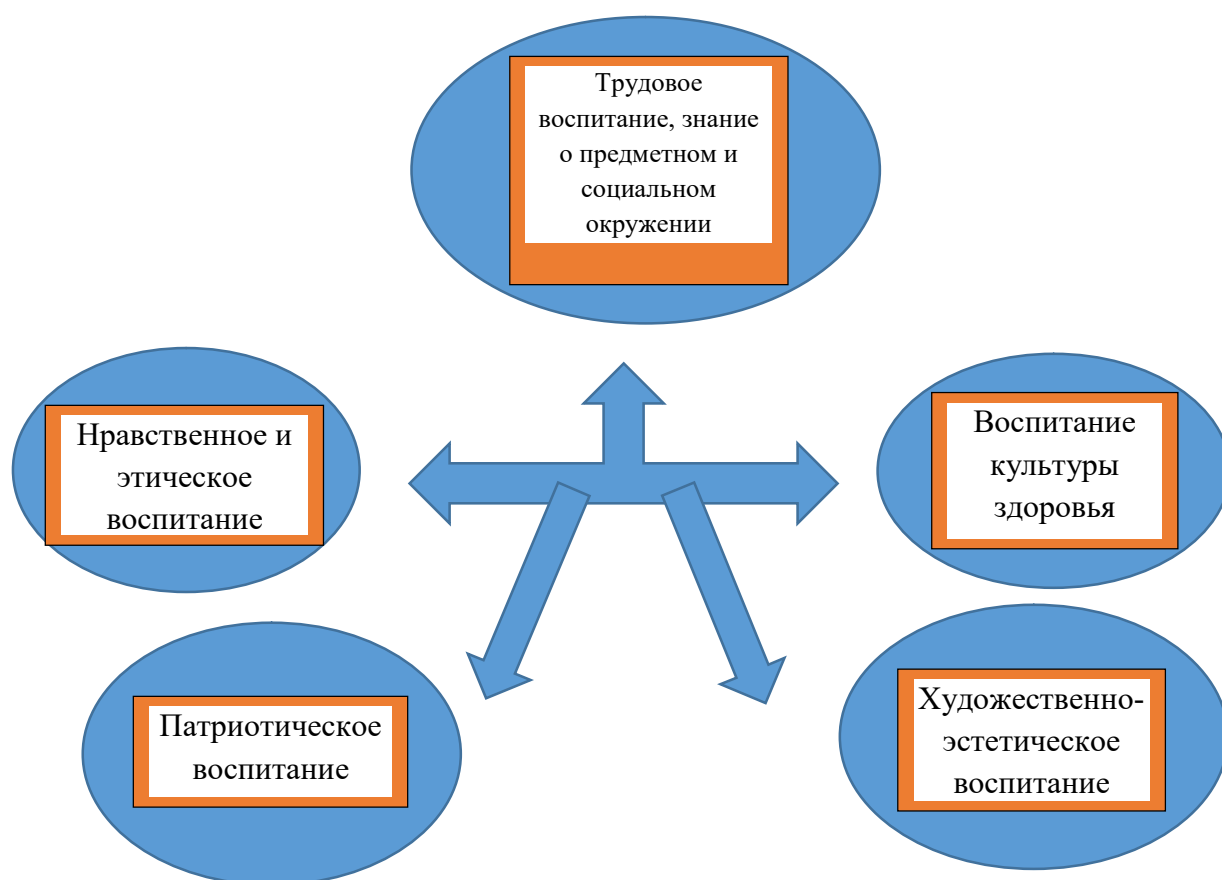 Трудовое
воспитание, знание
о предметном и
социальном
окружении
Нравственное и
этическое
воспитание
Воспитание
культуры
здоровья
Патриотическое
воспитание
Художественно-
эстетическое
воспитание